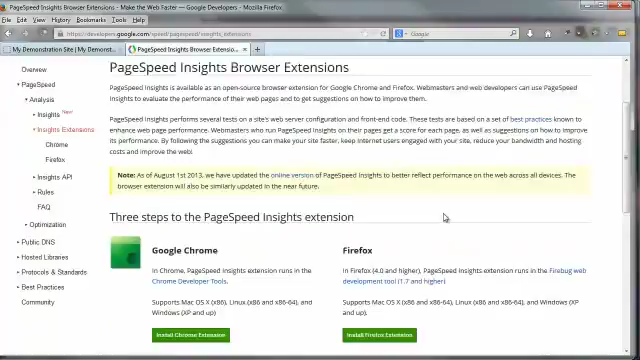 PageSpeed Insights Browser Extensions - Make the Web Faster — Google Developers - Mozilla Firefox
File Edit View History Bookmarks Tools Help
My Demonstration Site | My Demonst...
PageSpeed Insights Browser Extensio...
https://developers.google.com/speed/pagespeed/insights_extensions
Google
Overview
PageSpeed
Analysis
Insights New!
Insights Extensions
Chrome
Firefox
Insights API
Rules
FAQ
Optimization
Public DNS
Hosted Libraries
Protocols & Standards
Best Practices
Community
PageSpeed Insights Browser Extensions
PageSpeed Insights is available as an open-source browser extension for Google Chrome and Firefox. Webmasters and web developers can use PageSpeed
Insights to evaluate the performance of their web pages and to get suggestions on how to improve them.
PageSpeed Insights performs several tests on a site's web server configuration and front-end code. These tests are based on a set of best practices known to
enhance web page performance. Webmasters who run PageSpeed Insights on their pages get a score for each page, as well as suggestions on how to improve
its performance. By following the suggestions you can make your site faster, keep Internet users engaged with your site, reduce your bandwidth and hosting
costs and improve the web!
Note: As of August 1st 2013, we have updated the online version of PageSpeed Insights to better reflect performance on the web across all devices. The
browser extension will also be similarly updated in the near future.
Three steps to the PageSpeed Insights extension
Google Chrome
In Chrome, PageSpeed Insights extension runs in the
Chrome Developer Tools.
Supports Mac OS X (x86), Linux (x86 and x86-64), and
Windows (XP and up)
Install Chrome Extension
Firefox
In Firefox (4.0 and higher), PageSpeed Insights extension runs in the Firebug web
development tool (1.7 and higher)
Supports Mac OS X (x86 and x86-64), Linux (x86 and x86-64), and Windows (XP
and up).
Install Firefox Extension